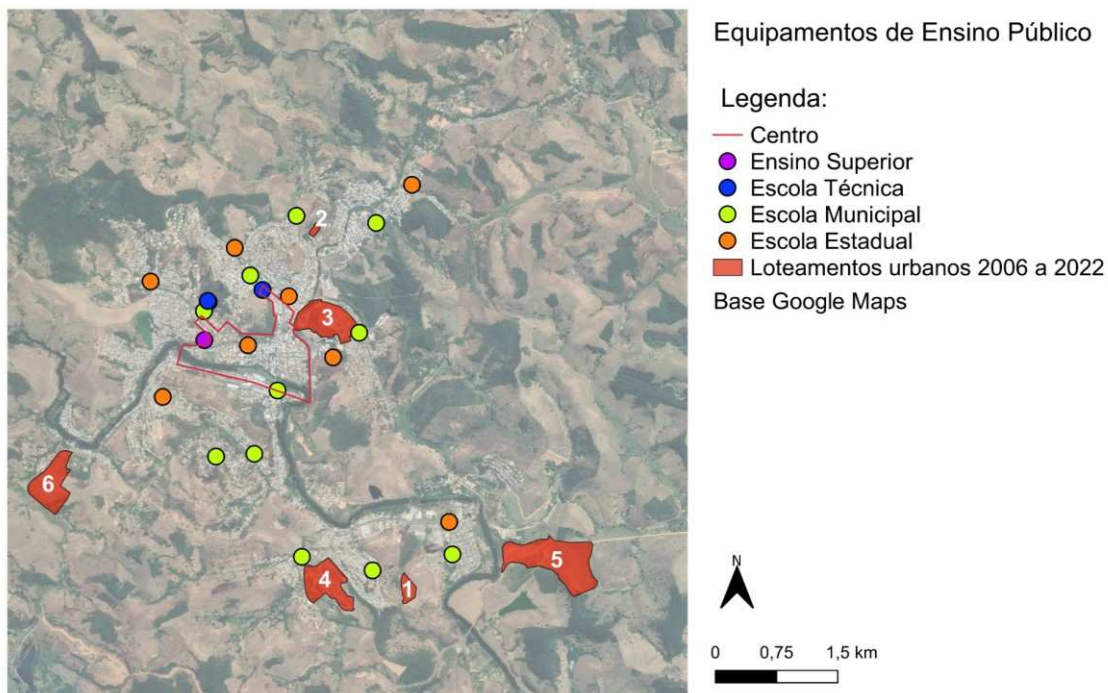 Equipamentos de Ensino Público
Legenda:
Centro
Ensino Superior
Escola Técnica
Escola Municipal
Escola Estadual
Loteamentos urbanos 2006 a 2022
Base Google Maps
2
3
6
4
1
5
N
0 0,75 1,5 km